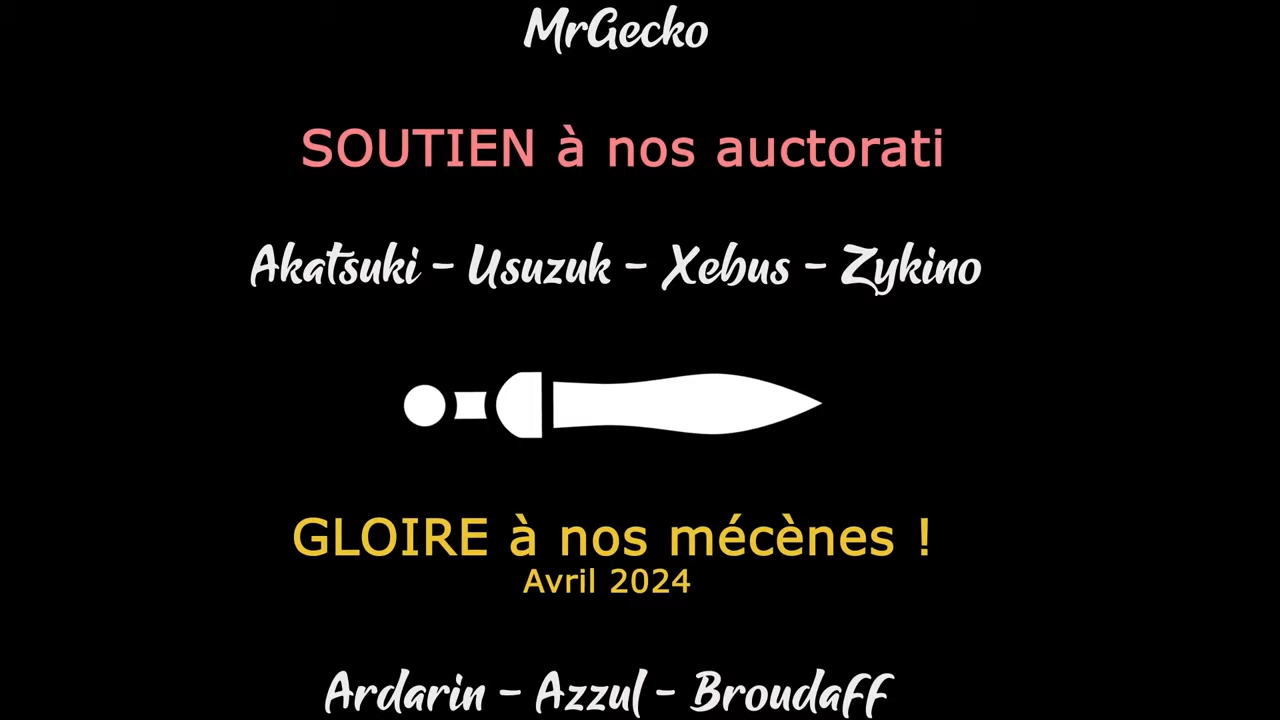 MrGecko
SOUTIEN à nos auctorati
Akatsuki - Usuzuk - Xebus - Zykino
GLOIRE à nos mécènes !
Avril 2024
Ardarin - Azzul - Broudaff